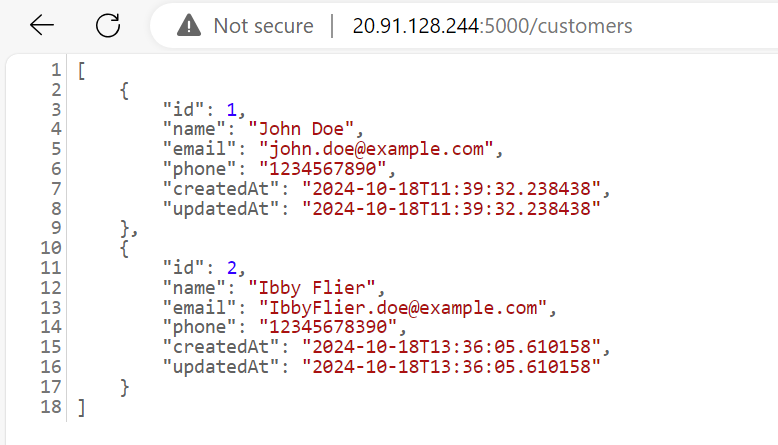 Not secure | 20.91.128.244:5000/customers
1 [
2 {
3 "id": 1,
4 "name": "John Doe",
5 "email": "john.doe@example.com",
6 "phone": "1234567890",
7 "createdAt": "2024-10-18T11:39:32.238438",
8 "updatedAt": "2024-10-18T11:39:32.238438"
9 },
10 {
11 "id": 2,
12 "name": "Ibby Flier",
13 "email": "IbbyFlier.doe@example.com",
14 "phone": "12345678390",
15 "createdAt": "2024-10-18T13:36:05.610158",
16 "updatedAt": "2024-10-18T13:36:05.610158"
17 }
18 ]